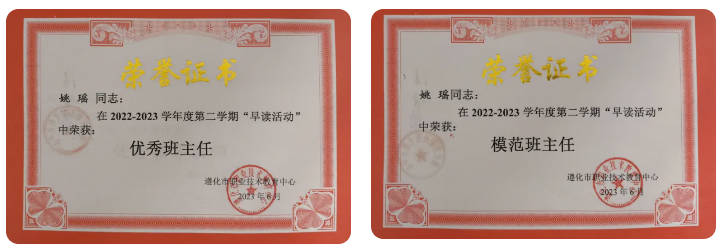 荣誉证书
姚 瑶 同志：
在 2022-2023 学年度第二学期“早读活动”
中荣获：
优秀班主任
遵化市职业技术教育中心
2023 年 6 月
荣誉证书
姚 瑶 同志：
在 2022-2023 学年度第二学期“早读活动”
中荣获：
模范班主任
遵化市职业技术教育中心
2023 年 6 月